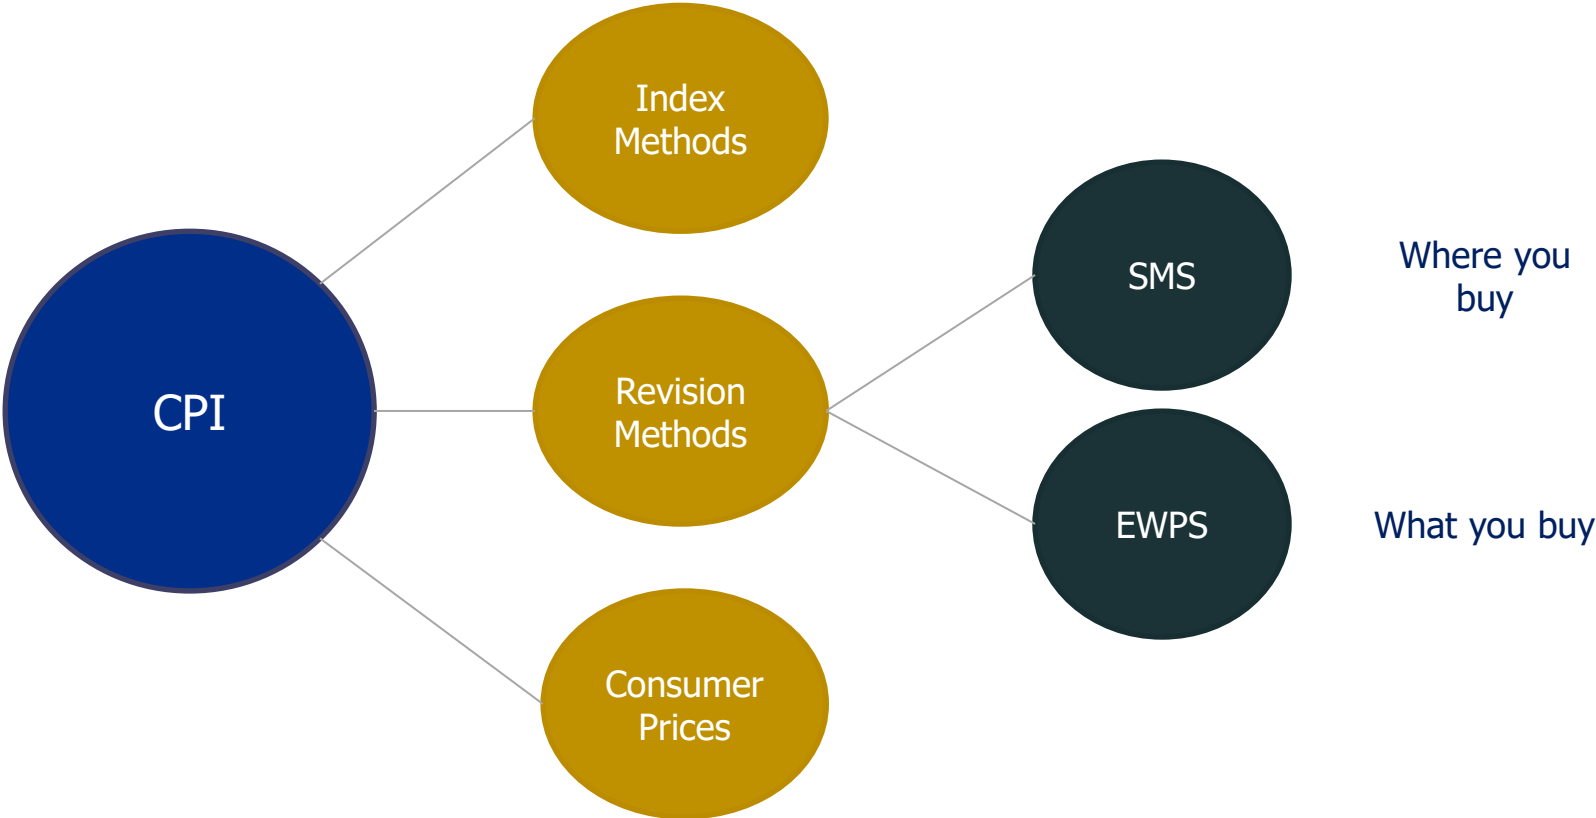 CPI
Index
Methods
Revision
Methods
Consumer
Prices
SMS
EWPS
Where you
buy
What you buy